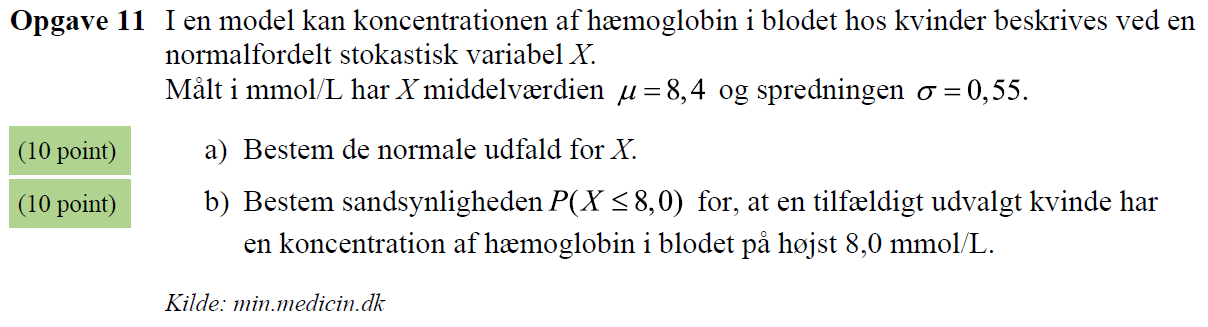 Opgave 11 I en model kan koncentrationen af hæmoglobin i blodet hos kvinder beskrives ved en
normalfordelt stokastisk variabel X.
Målt i mmol/L har X middelværdien μ = 8,4 og spredningen σ = 0,55.
(10 point) a) Bestem de normale udfald for X.
(10 point) b) Bestem sandsynligheden P(X ≤ 8,0) for, at en tilfældigt udvalgt kvinde har
en koncentration af hæmoglobin i blodet på højst 8,0 mmol/L.
Kilde: min.medicin.dk